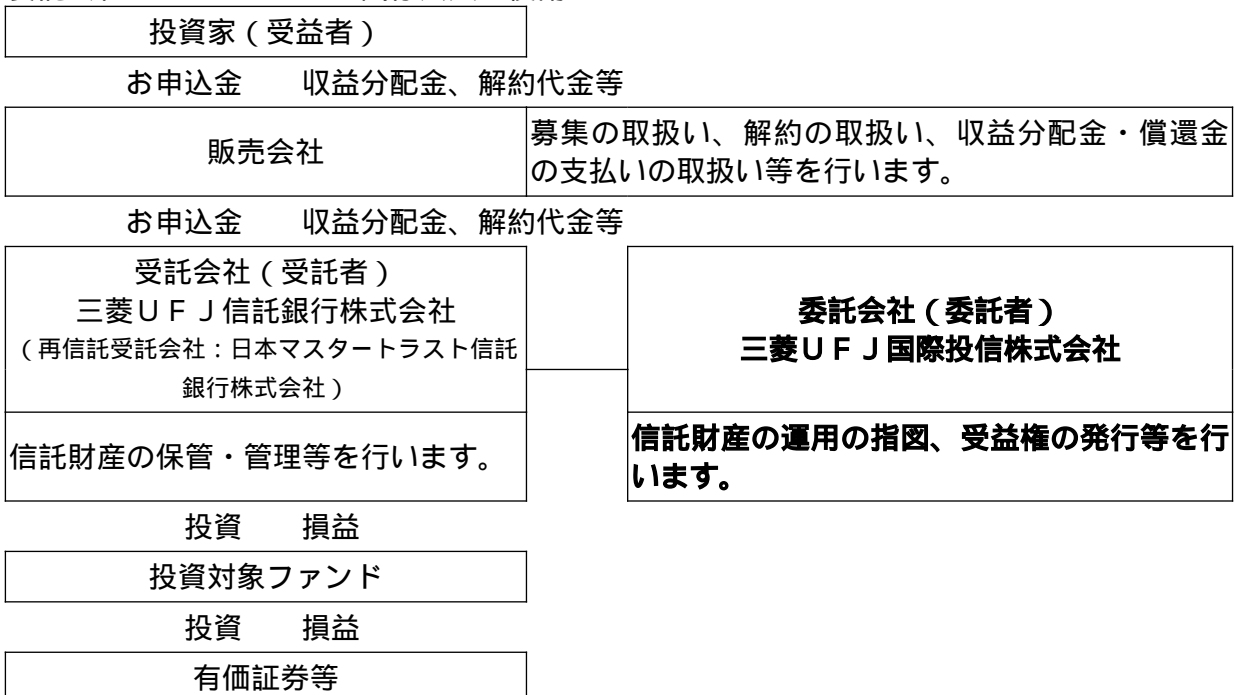 投資家（受益者）
お申込金　　収益分配金、解約代金等
販売会社
募集の取扱い、解約の取扱い、収益分配金・償還金
の支払いの取扱い等を行います。
お申込金　　収益分配金、解約代金等
受託会社（受託者）
三菱ＵＦＪ信託銀行株式会社
（再信託受託会社：日本マスタートラスト信託
銀行株式会社）
委託会社（委託者）
三菱ＵＦＪ国際投信株式会社
信託財産の保管・管理等を行います。
信託財産の運用の指図、受益権の発行等を行
います。
投資　　損益
投資対象ファンド
投資　　損益
有価証券等